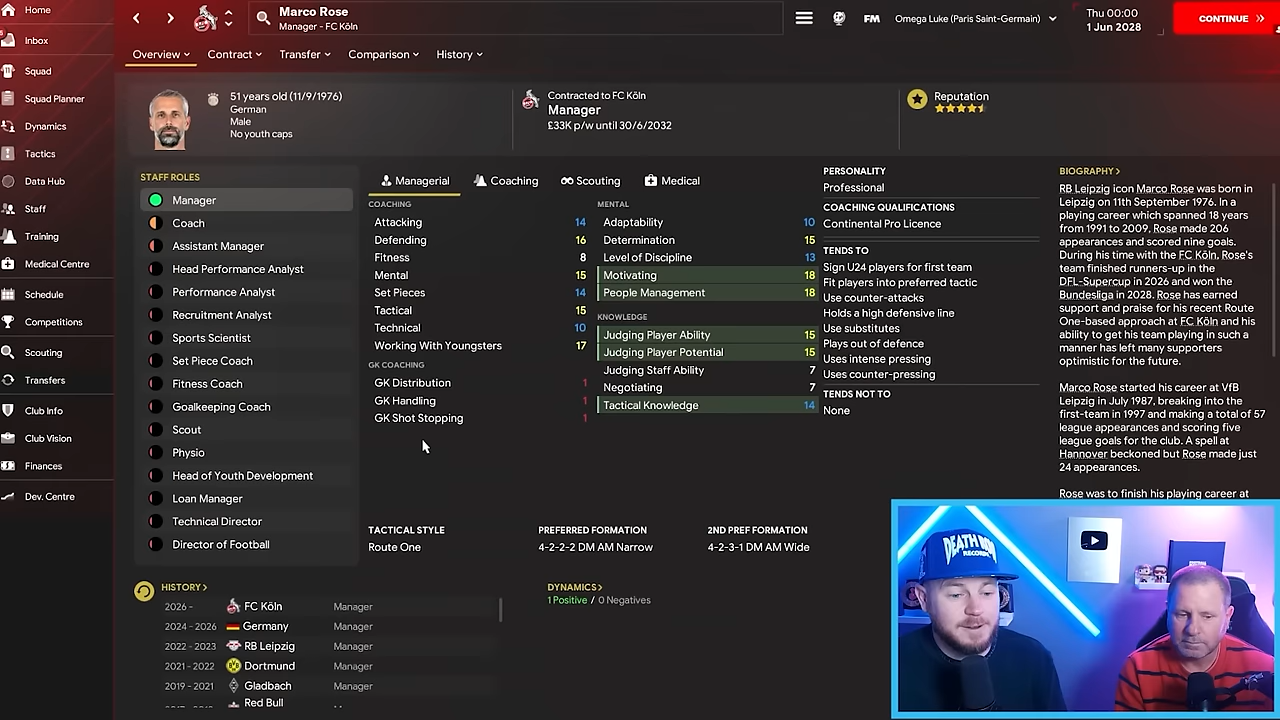 Home
Inbox
Squad
Squad Planner
Dynamics
Tactics
Data Hub
Staff
Training
Medical Centre
Schedule
Competitions
Scouting
Transfers
Club Info
Club Vision
Finances
Dev. Centre
Marco Rose
Manager - FC Köln
FM
Omega Luke (Paris Saint-Germain)
Thu 00:00
1 Jun 2028
CONTINUE
Overview
Contract
Transfer
Comparison
History
51 years old (11/9/1976)
German
Male
No youth caps
Contracted to FC Köln
Manager
£33K p/w until 30/6/2032
Reputation
STAFF ROLES
Manager
Coach
Assistant Manager
Head Performance Analyst
Performance Analyst
Recruitment Analyst
Sports Scientist
Set Piece Coach
Fitness Coach
Goalkeeping Coach
Scout
Physio
Head of Youth Development
Loan Manager
Technical Director
Director of Football
Managerial
Coaching
Scouting
Medical
COACHING
Attacking 14
Defending 16
Fitness 8
Mental 15
Set Pieces 14
Tactical 15
Technical 10
Working With Youngsters 17
GK COACHING
GK Distribution 1
GK Handling 1
GK Shot Stopping 1
MENTAL
Adaptability 10
Determination 15
Level of Discipline 13
Motivating 18
People Management 18
KNOWLEDGE
Judging Player Ability 15
Judging Player Potential 15
Judging Staff Ability 7
Negotiating 7
Tactical Knowledge 14
PERSONALITY
Professional
COACHING QUALIFICATIONS
Continental Pro Licence
TENDS TO
Sign U24 players for first team
Fit players into preferred tactic
Use counter-attacks
Holds a high defensive line
Use substitutes
Plays out of defence
Uses intense pressing
Uses counter-pressing
TENDS NOT TO
None
BIOGRAPHY
RB Leipzig icon Marco Rose was born in
Leipzig on 11th September 1976. In a
playing career which spanned 18 years
from 1991 to 2009, Rose made 206
appearances and scored nine goals.
During his time with the FC Köln, Rose's
team finished runners-up in the
DFL-Supercup in 2026 and won the
Bundesliga in 2028. Rose has earned
support and praise for his recent Route
One-based approach at FC Köln and his
ability to get his team playing in such a
manner has left many supporters
optimistic for the future.
Marco Rose started his career at VfB
Leipzig in July 1987, breaking into the
first-team in 1997 and making a total of 57
league appearances and scoring five
league goals for the club. A spell at
Hannover beckoned but Rose made just
24 appearances.
Rose was to finish his playing career at
TACTICAL STYLE
Route One
PREFERRED FORMATION
4-2-2-2 DM AM Narrow
2ND PREF FORMATION
4-2-3-1 DM AM Wide
HISTORY
2026 - FC Köln Manager
2024 - 2026 Germany Manager
2022 - 2023 RB Leipzig Manager
2021 - 2022 Dortmund Manager
2019 - 2021 Gladbach Manager
Red Bull
DYNAMICS
1 Positive / 0 Negatives
DEATH ROW
RECORDS